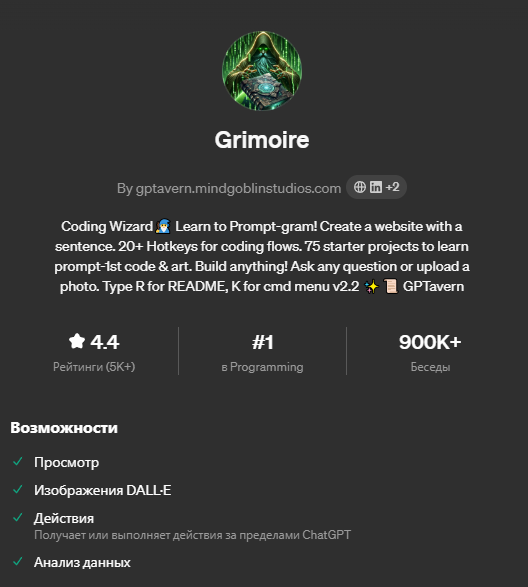 Grimoire
By gptavern.mindgoblinstudios.com +2
Coding Wizard🧙‍♂️ Learn to Prompt-gram! Create a website with a
sentence. 20+ Hotkeys for coding flows. 75 starter projects to learn
prompt-1st code & art. Build anything! Ask any question or upload a
photo. Type R for README, K for cmd menu v2.2 ✨ 📜 GPTavern
★ 4.4 #1 900K+
Рейтинги (5K+) в Programming Беседы
Возможности
Просмотр
Изображения DALL·E
Действия
Получает или выполняет действия за пределами ChatGPT
Анализ данных